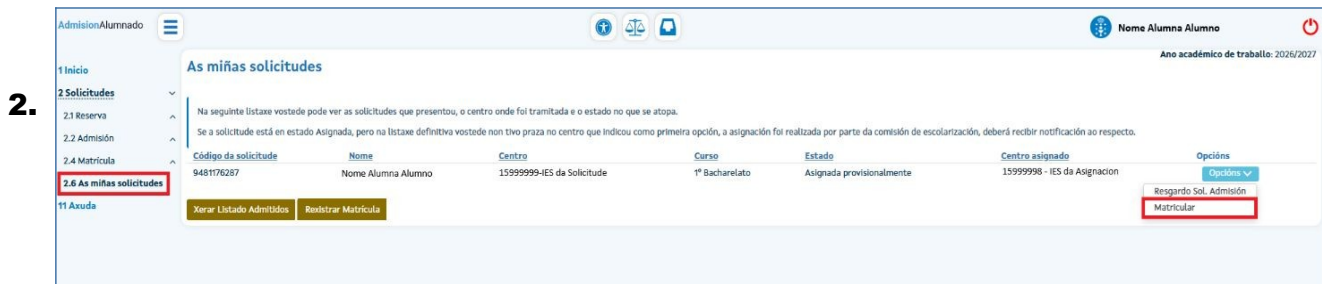 2.
AdmisionAlumnado
Nome Alumna Alumno
Ano académico de traballo: 2026/2027
1 Inicio
2 Solicitudes
2.1 Reserva
2.2 Admisión
2.4 Matrícula
2.6 As miñas solicitudes
11 Axuda
As miñas solicitudes
Na seguinte listaxe vostede pode ver as solicitudes que presentou, o centro onde foi tramitada e o estado no que se atopa.
Se a solicitude está en estado Asignada, pero na listaxe definitiva vostede non tivo praza no centro que indicou como primeira opción, a asignación foi realizada por parte da comisión de escolarización, deberá recibir notificación ao respecto.
Código da solicitude Nome Centro Curso Estado Centro asignado Opcións
9481176287 Nome Alumna Alumno 15999999-IES da Solicitude 1º Bacharelato Asignada provisionalmente 15999998 - IES da Asignacion Opcións
Resgardo Sol. Admisión
Matricular
Xerar Listado Admitidos Rexistrar Matrícula